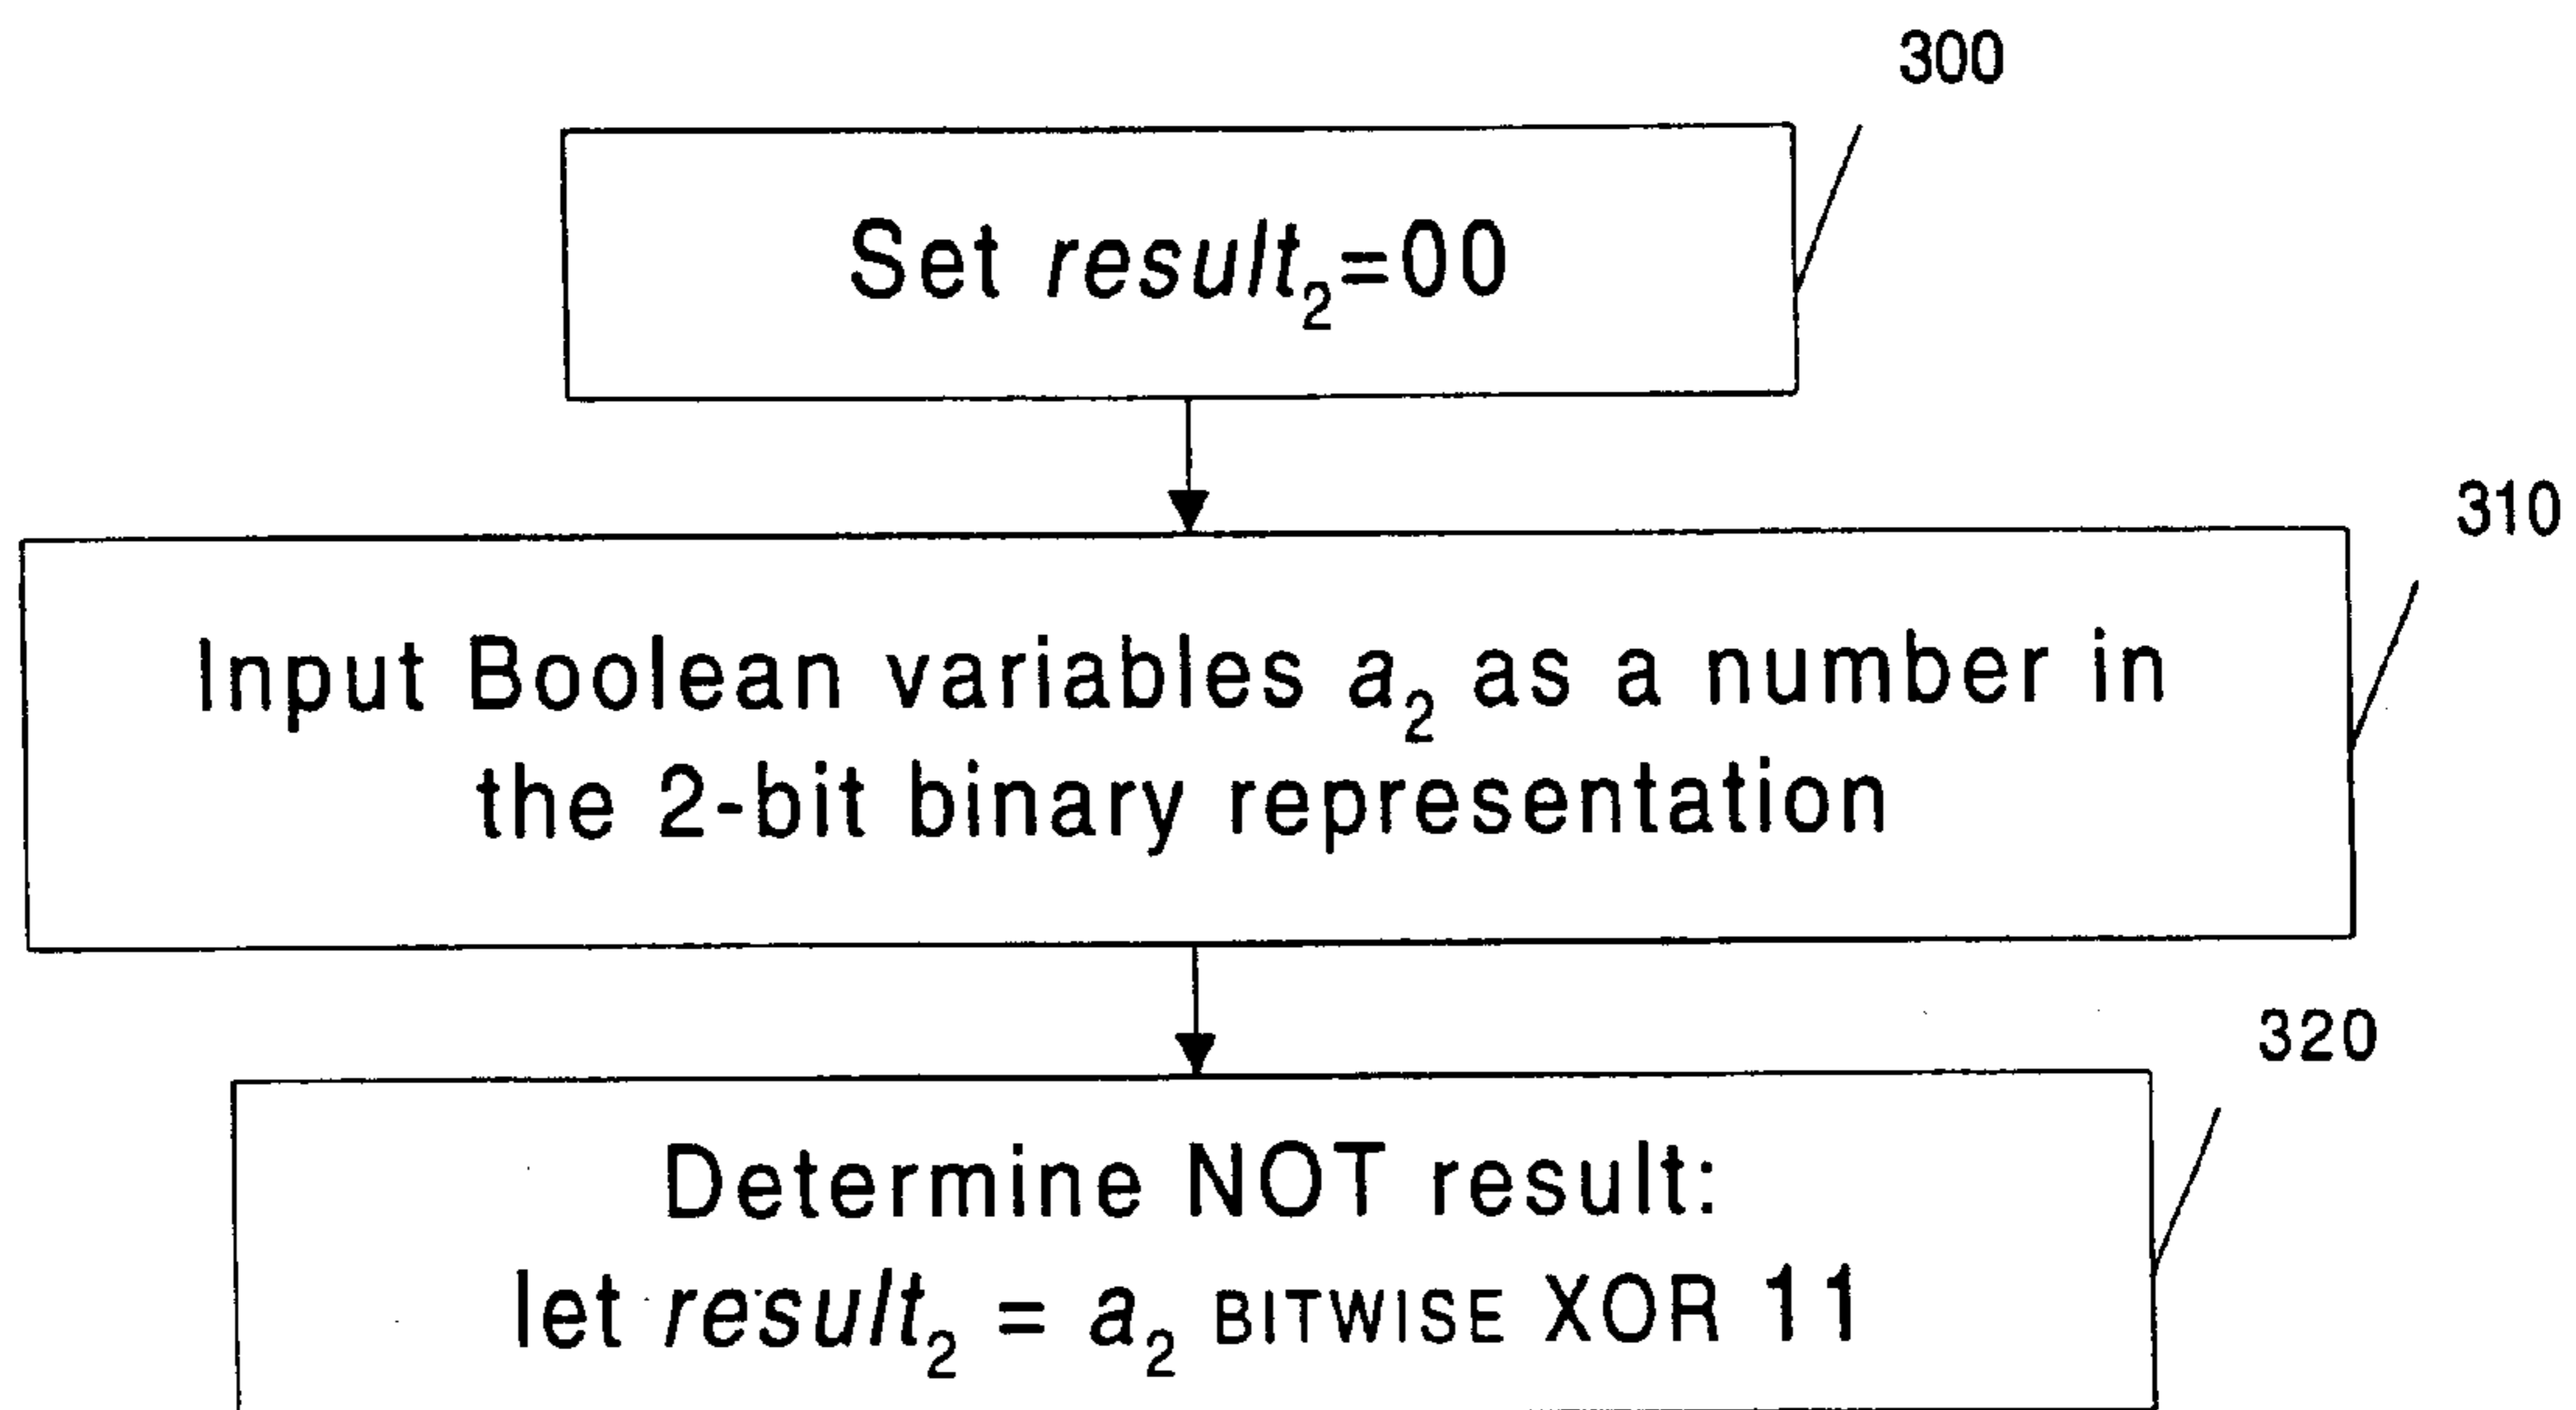 300
Set result₂=00
310
Input Boolean variables a₂ as a number in
the 2-bit binary representation
320
Determine NOT result:
let result₂ = a₂ BITWISE XOR 11